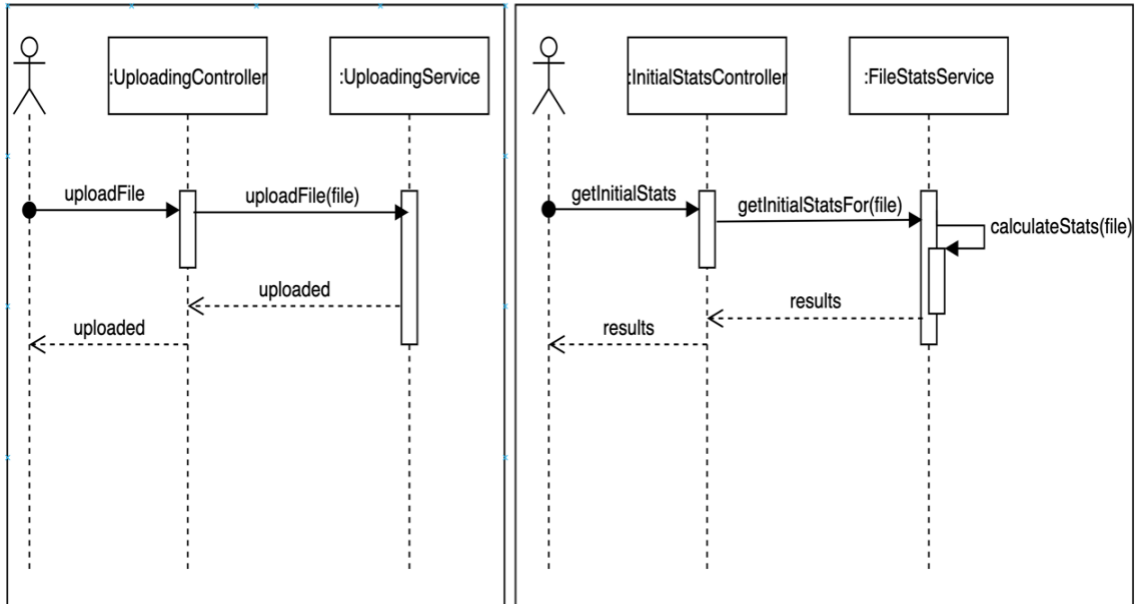 :UploadingController
:UploadingService
uploadFile
uploadFile(file)
uploaded
uploaded
:InitialStatsController
:FileStatsService
getInitialStats
getInitialStatsFor(file)
calculateStats(file)
results
results